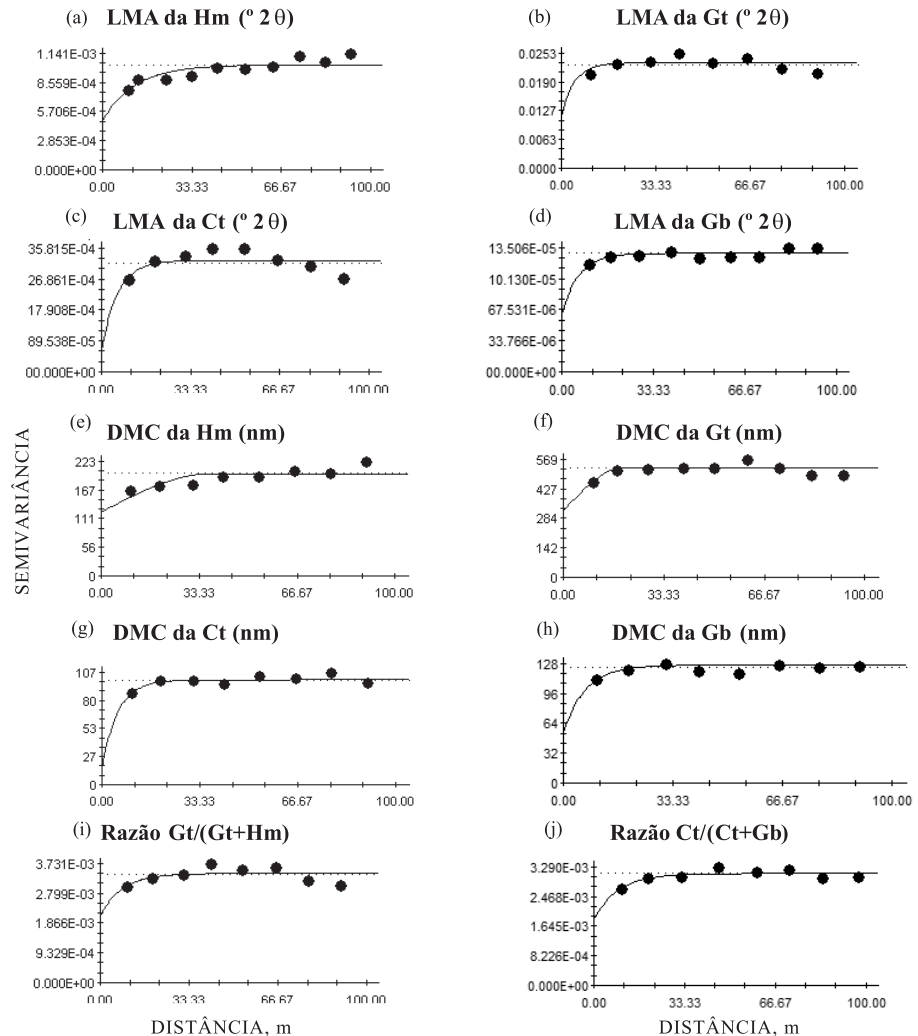 (a) LMA da Hm (º 2 θ)
1.141E-03
8.559E-04
5.706E-04
2.853E-04
0.000E+00
0.00 33.33 66.67 100.00
(b) LMA da Gt (º 2 θ)
0.0253
0.0190
0.0127
0.0063
0.0000
0.00 33.33 66.67 100.00
(c) LMA da Ct (º 2 θ)
35.815E-04
26.861E-04
17.908E-04
89.538E-05
00.000E+00
0.00 33.33 66.67 100.00
(d) LMA da Gb (º 2 θ)
13.506E-05
10.130E-05
67.531E-06
33.766E-06
00.000E+00
0.00 33.33 66.67 100.00
SEMIVARIÂNCIA
(e) DMC da Hm (nm)
223
167
111
56
0
0.00 33.33 66.67 100.00
(f) DMC da Gt (nm)
569
427
284
142
0
0.00 33.33 66.67 100.00
(g) DMC da Ct (nm)
107
80
53
27
0
0.00 33.33 66.67 100.00
(h) DMC da Gb (nm)
128
96
64
32
0
0.00 33.33 66.67 100.00
(i) Razão Gt/(Gt+Hm)
3.731E-03
2.799E-03
1.866E-03
9.329E-04
0.000E+00
0.00 33.33 66.67 100.00
DISTÂNCIA, m
(j) Razão Ct/(Ct+Gb)
3.290E-03
2.468E-03
1.645E-03
8.226E-04
0.000E+00
0.00 33.33 66.67 100.00
DISTÂNCIA, m